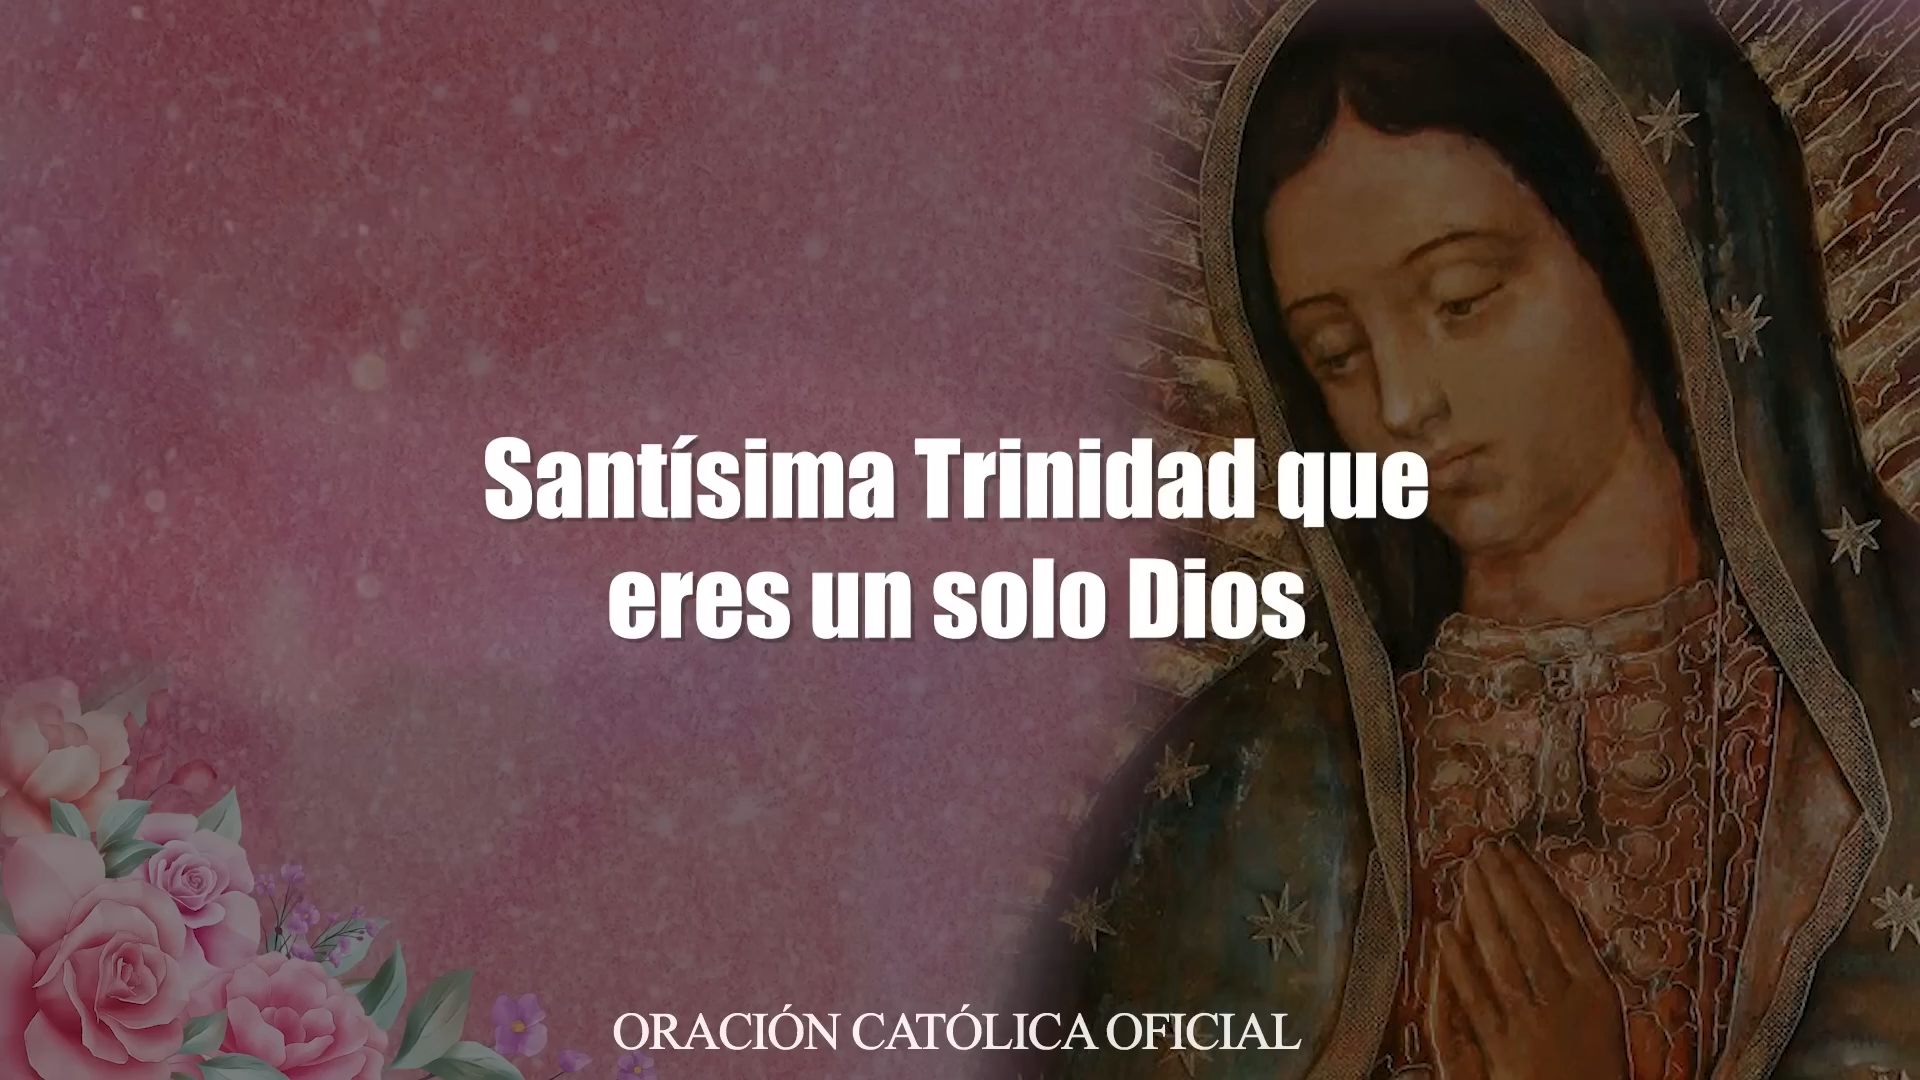 Santísima Trinidad que
eres un solo Dios
ORACIÓN CATÓLICA OFICIAL